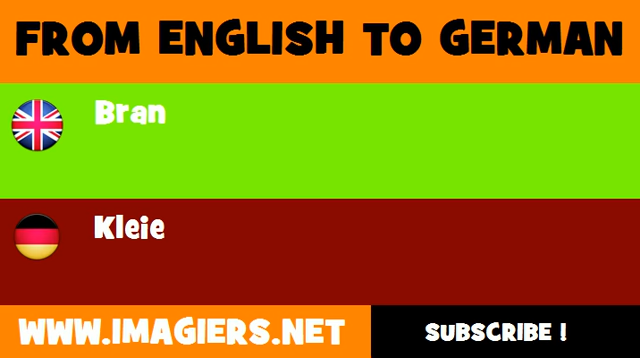 FROM ENGLISH TO GERMAN
Bran
Kleie
WWW.IMAGIERS.NET
SUBSCRIBE !